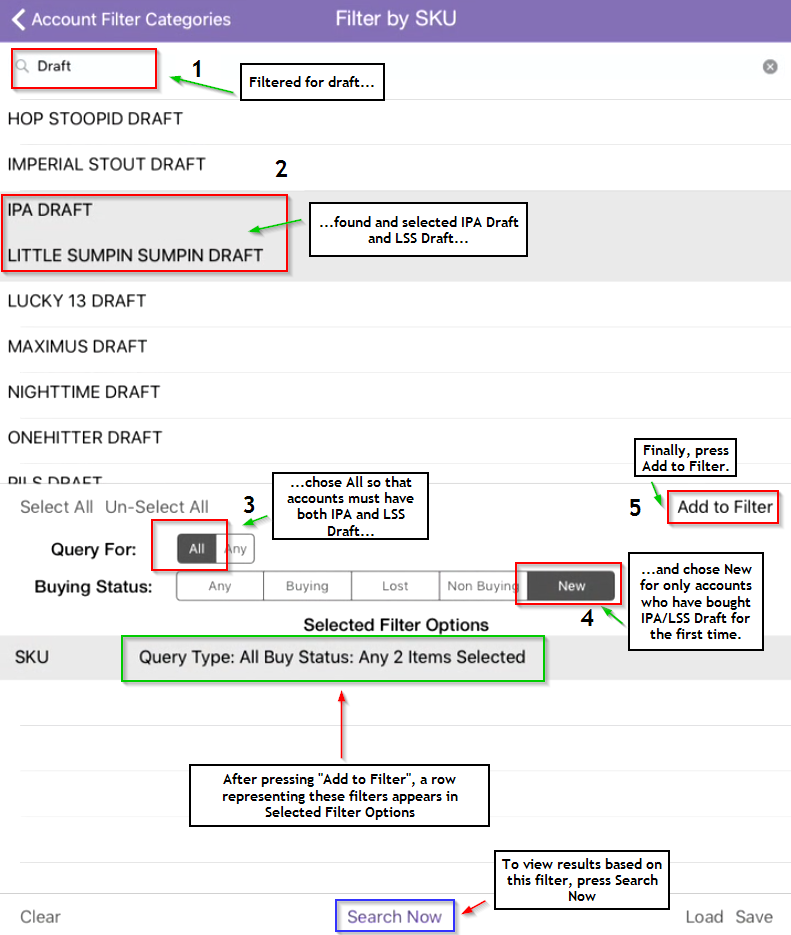 Account Filter Categories
Filter by SKU
Draft
1
Filtered for draft...
HOP STOOPID DRAFT
IMPERIAL STOUT DRAFT
2
IPA DRAFT
...found and selected IPA Draft
and LSS Draft...
LITTLE SUMPIN SUMPIN DRAFT
LUCKY 13 DRAFT
MAXIMUS DRAFT
NIGHTTIME DRAFT
ONEHITTER DRAFT
PILS DRAFT
Finally, press
Add to Filter.
Select All
Un-Select All
3
...chose All so that
accounts must have
both IPA and LSS
Draft...
5
Add to Filter
Query For:
All
Any
Buying Status:
Any
Buying
Lost
Non Buying
New
4
...and chose New
for only accounts
who have bought
IPA/LSS Draft for
the first time.
Selected Filter Options
SKU
Query Type: All Buy Status: Any 2 Items Selected
After pressing "Add to Filter", a row
representing these filters appears in
Selected Filter Options
To view results based on
this filter, press Search
Now
Clear
Search Now
Load
Save